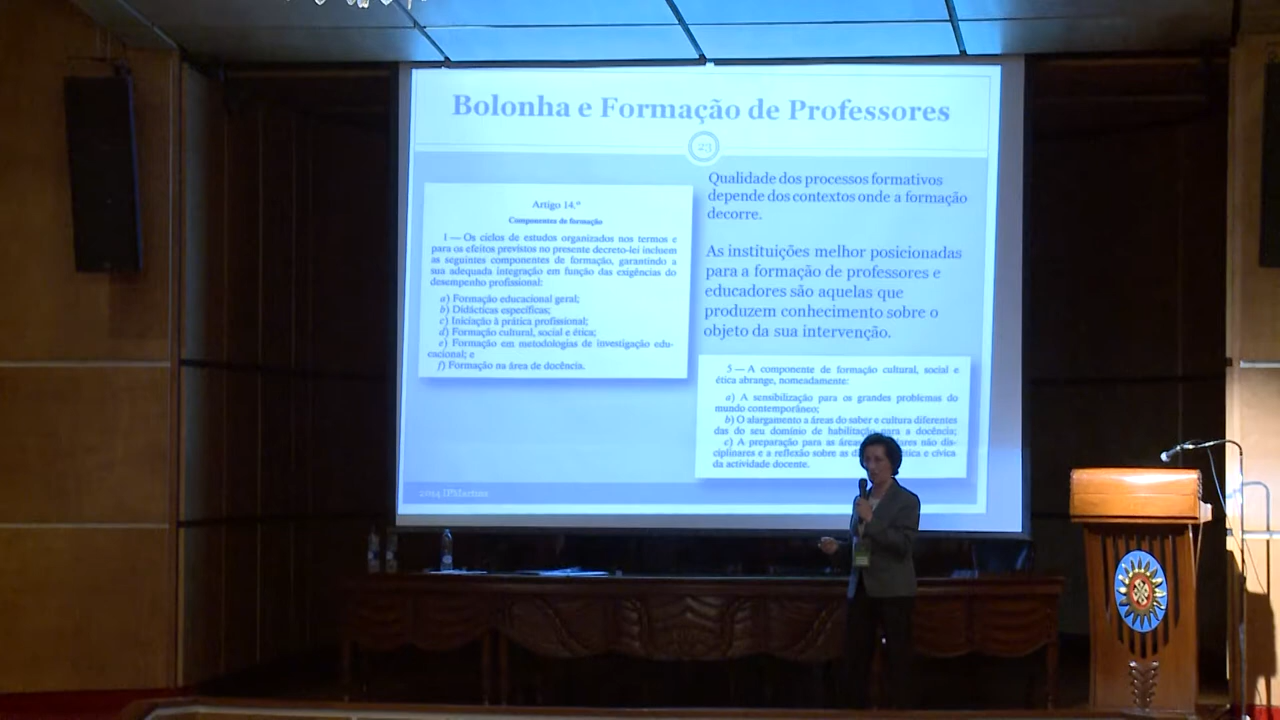 Bolonha e Formação de Professores
23
Artigo 14.º
Componentes de formação
1 — Os ciclos de estudos organizados nos termos e
para os efeitos previstos no presente decreto-lei incluem
as seguintes componentes de formação, garantindo a
sua adequada integração em função das exigências do
desempenho profissional:
a) Formação educacional geral;
b) Didácticas específicas;
c) Iniciação à prática profissional;
d) Formação cultural, social e ética;
e) Formação em metodologias de investigação edu-
cacional; e
f) Formação na área de docência.
Qualidade dos processos formativos
depende dos contextos onde a formação
decorre.
As instituições melhor posicionadas
para a formação de professores e
educadores são aquelas que
produzem conhecimento sobre o
objeto da sua intervenção.
5 — A componente de formação cultural, social e
ética abrange, nomeadamente:
a) A sensibilização para os grandes problemas do
mundo contemporâneo;
b) O alargamento a áreas do saber e cultura diferentes
das do seu domínio de habilitação para a docência;
c) A preparação para as áreas não dis-
ciplinares e a reflexão sobre as e cívica
da actividade docente.
2014 IPMartins